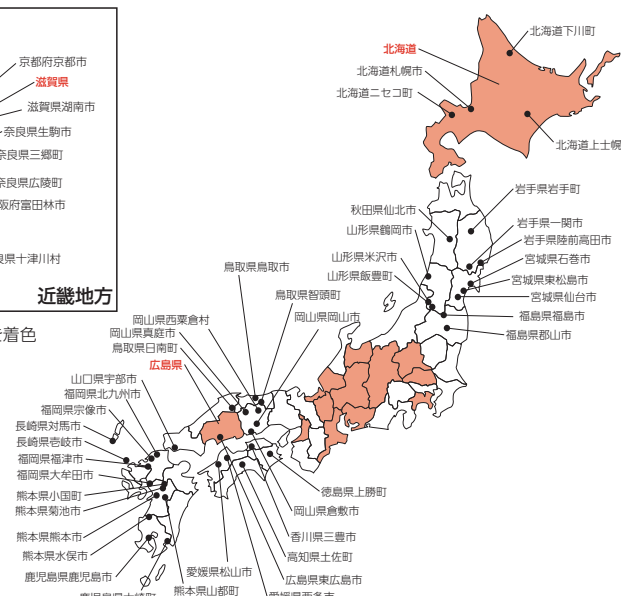 京都府京都市
滋賀県
滋賀県湖南市
奈良県生駒市
奈良県三郷町
奈良県広陵町
阪府富田林市
県十津川村
近畿地方
着色
北海道下川町
北海道
北海道札幌市
北海道ニセコ町
北海道上士幌
岩手県岩手町
秋田県仙北市
岩手県一関市
山形県鶴岡市
岩手県陸前高田市
山形県米沢市
宮城県石巻市
山形県飯豊町
宮城県東松島市
宮城県仙台市
福島県福島市
福島県郡山市
鳥取県鳥取市
鳥取県智頭町
岡山県岡山市
岡山県西粟倉村
岡山県真庭市
鳥取県日南町
広島県
山口県宇部市
福岡県北九州市
福岡県宗像市
長崎県対馬市
長崎県壱岐市
福岡県福津市
福岡県大牟田市
熊本県小国町
熊本県菊池市
熊本県熊本市
熊本県水俣市
鹿児島県鹿児島市
徳島県上勝町
岡山県倉敷市
香川県三豊市
高知県土佐町
広島県東広島市
愛媛県松山市
熊本県山都町